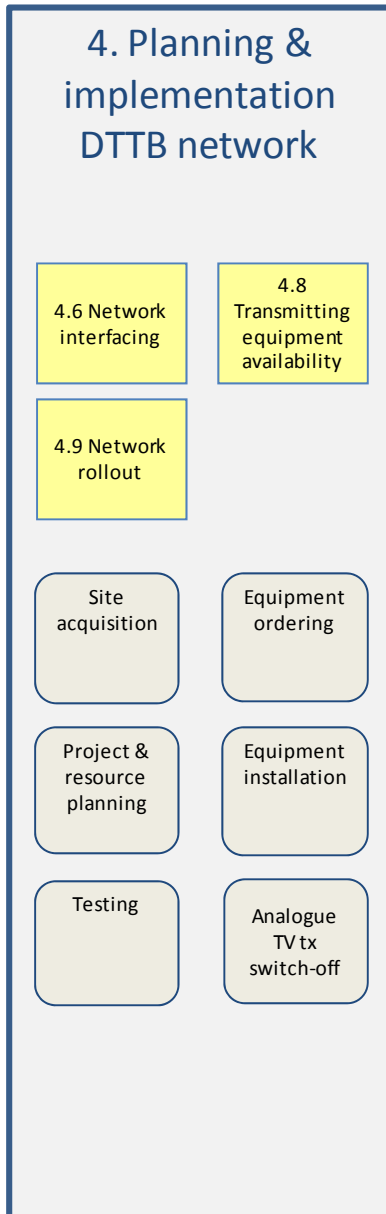 4. Planning &
implementation
DTTB network
4.6 Network
interfacing
4.8
Transmitting
equipment
availability
4.9 Network
rollout
Site
acquisition
Equipment
ordering
Project &
resource
planning
Equipment
installation
Testing
Analogue
TV tx
switch-off